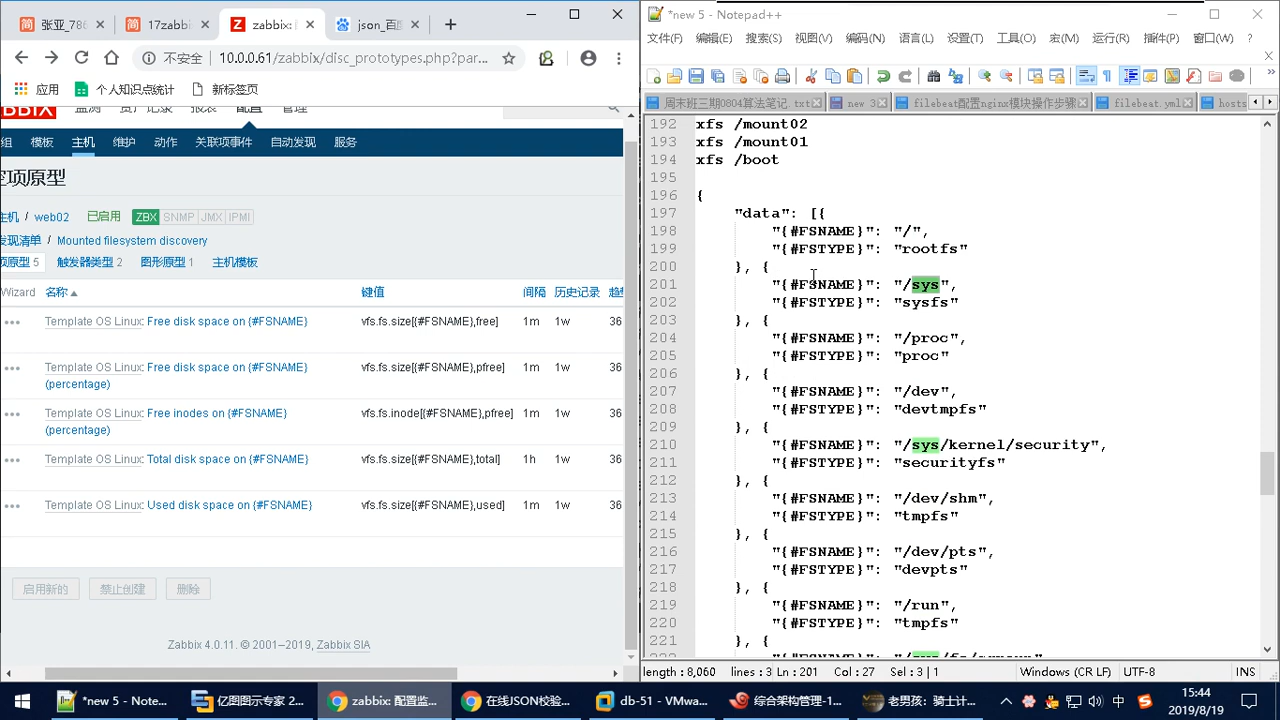 张亚_7
17zabbi
zabbix: |
json_百
不安全
10.0.0.61/zabbix/disc_prototypes.php?par...
应用
个人知识点统计
新标签页
ABBIX
监测
资产记录
报表
配置
管理
组
模板
主机
维护
动作
关联项事件
自动发现
服务
空项原型
主机 / web02
已启用
ZBX
SNMP
JMX
IPMI
发现清单 / Mounted filesystem discovery
项原型 5
触发器类型 2
图形原型 1
主机模板
Wizard
名称
键值
间隔
历史记录
趋
Template OS Linux: Free disk space on {#FSNAME}
vfs.fs.size[{#FSNAME},free]
1m
1w
36
Template OS Linux: Free disk space on {#FSNAME}
(percentage)
vfs.fs.size[{#FSNAME},pfree]
1m
1w
36
Template OS Linux: Free inodes on {#FSNAME}
(percentage)
vfs.fs.inode[{#FSNAME},pfree]
1m
1w
36
Template OS Linux: Total disk space on {#FSNAME}
vfs.fs.size[{#FSNAME},total]
1h
1w
36
Template OS Linux: Used disk space on {#FSNAME}
vfs.fs.size[{#FSNAME},used]
1m
1w
36
启用新的
禁止创建
删除
Zabbix 4.0.11. © 2001–2019, Zabbix SIA
*new 5 - Notepad++
文件(F)
编辑(E)
搜索(S)
视图(V)
编码(N)
语言(L)
设置(T)
工具(O)
宏(M)
运行(R)
插件(P)
窗口(W)
?
周末班三期0804算法笔记.txt
new 3
filebeat配置nginx模块操作步骤
filebeat.yml
hosts
192 xfs /mount02
193 xfs /mount01
194 xfs /boot
195
196 {
197 "data": [{
198 "{#FSNAME}": "/",
199 "{#FSTYPE}": "rootfs"
200 }, {
201 "{#FSNAME}": "/sys",
202 "{#FSTYPE}": "sysfs"
203 }, {
204 "{#FSNAME}": "/proc",
205 "{#FSTYPE}": "proc"
206 }, {
207 "{#FSNAME}": "/dev",
208 "{#FSTYPE}": "devtmpfs"
209 }, {
210 "{#FSNAME}": "/sys/kernel/security",
211 "{#FSTYPE}": "securityfs"
212 }, {
213 "{#FSNAME}": "/dev/shm",
214 "{#FSTYPE}": "tmpfs"
215 }, {
216 "{#FSNAME}": "/dev/pts",
217 "{#FSTYPE}": "devpts"
218 }, {
219 "{#FSNAME}": "/run",
220 "{#FSTYPE}": "tmpfs"
221 }, {
length : 8,060
lines : 3
Ln : 201
Col : 27
Sel : 3 | 1
Windows (CR LF)
UTF-8
INS
*new 5 - Note...
亿图图示专家 2...
zabbix: 配置监...
在线JSON校验...
db-51 - VMwa...
综合架构管理-1...
老男孩：骑士计...
中
15:44
2019/8/19